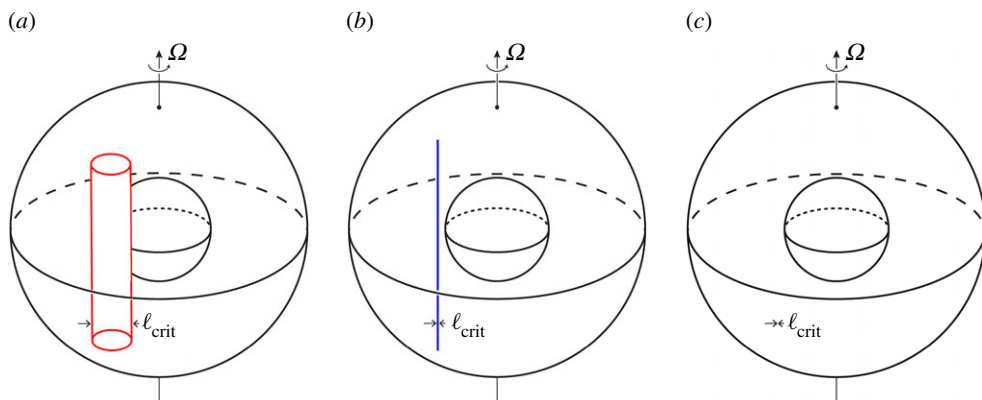 (a) (b) (c)
Ω Ω Ω
ℓcrit ℓcrit ℓcrit